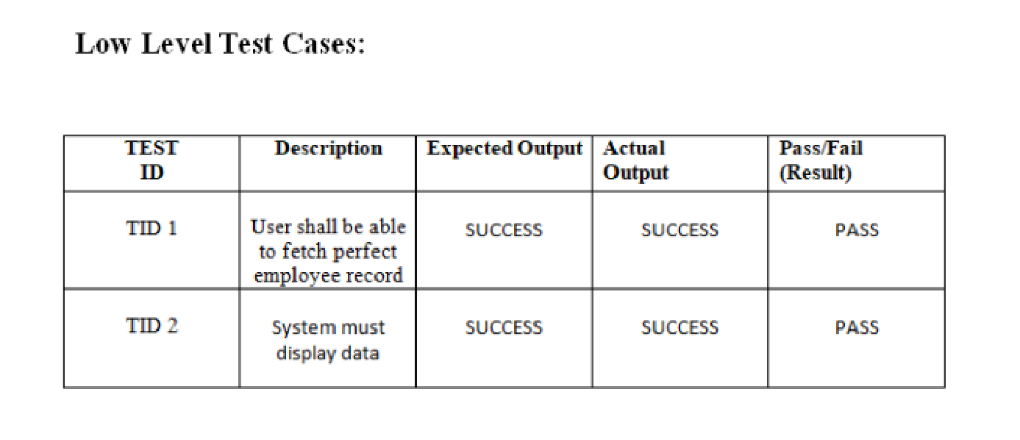 Low Level Test Cases:
TEST ID
Description
Expected Output
Actual Output
Pass/Fail (Result)
TID 1
User shall be able
to fetch perfect
employee record
SUCCESS
SUCCESS
PASS
TID 2
System must
display data
SUCCESS
SUCCESS
PASS